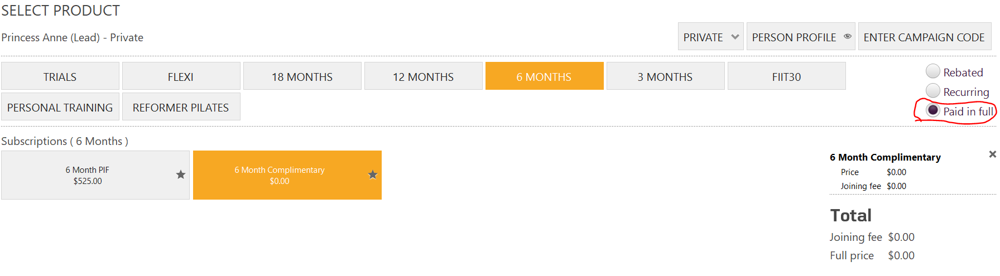 SELECT PRODUCT
Princess Anne (Lead) - Private
PRIVATE
PERSON PROFILE
ENTER CAMPAIGN CODE
TRIALS
FLEXI
18 MONTHS
12 MONTHS
6 MONTHS
3 MONTHS
FIIT30
PERSONAL TRAINING
REFORMER PILATES
Rebated
Recurring
Paid in full
Subscriptions ( 6 Months )
6 Month PIF
$525.00
6 Month Complimentary
$0.00
6 Month Complimentary
Price $0.00
Joining fee $0.00
Total
Joining fee $0.00
Full price $0.00